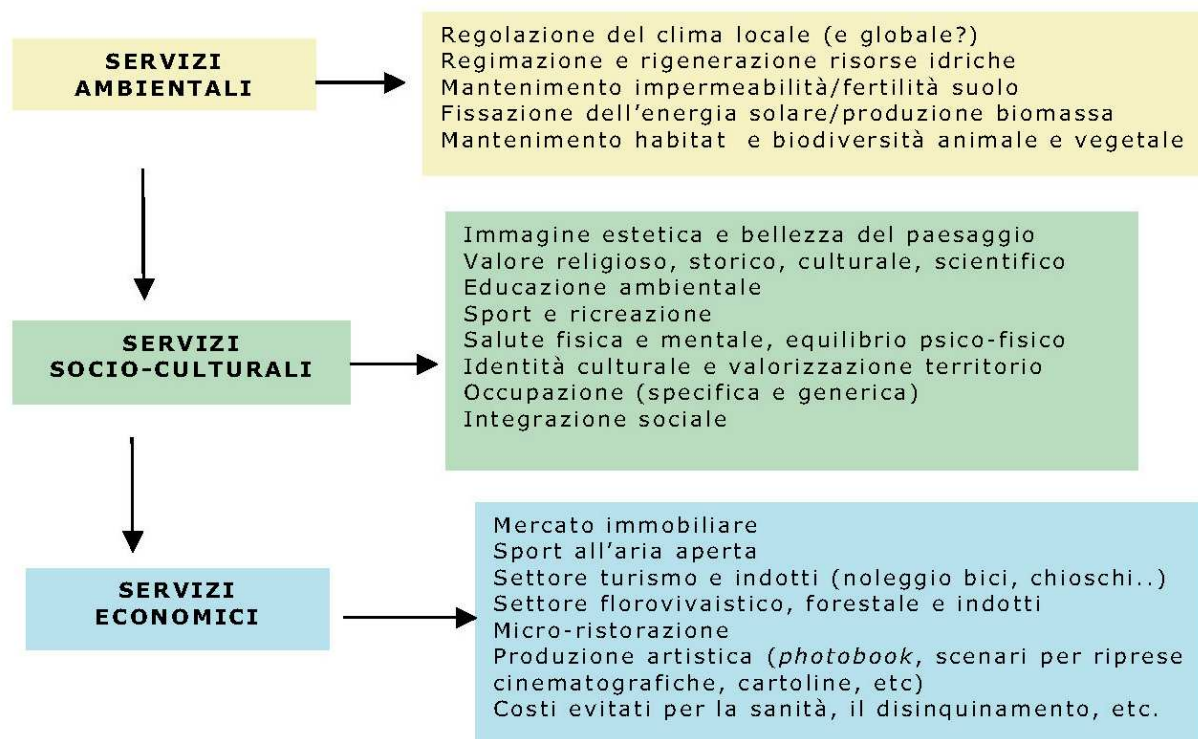 SERVIZI
AMBIENTALI
Regolazione del clima locale (e globale?)
Regimazione e rigenerazione risorse idriche
Mantenimento impermeabilità/fertilità suolo
Fissazione dell'energia solare/produzione biomassa
Mantenimento habitat e biodiversità animale e vegetale
SERVIZI
SOCIO-CULTURALI
Immagine estetica e bellezza del paesaggio
Valore religioso, storico, culturale, scientifico
Educazione ambientale
Sport e ricreazione
Salute fisica e mentale, equilibrio psico-fisico
Identità culturale e valorizzazione territorio
Occupazione (specifica e generica)
Integrazione sociale
SERVIZI
ECONOMICI
Mercato immobiliare
Sport all'aria aperta
Settore turismo e indotti (noleggio bici, chioschi..)
Settore florovivaistico, forestale e indotti
Micro-ristorazione
Produzione artistica (photobook, scenari per riprese
cinematografiche, cartoline, etc)
Costi evitati per la sanità, il disinquinamento, etc.